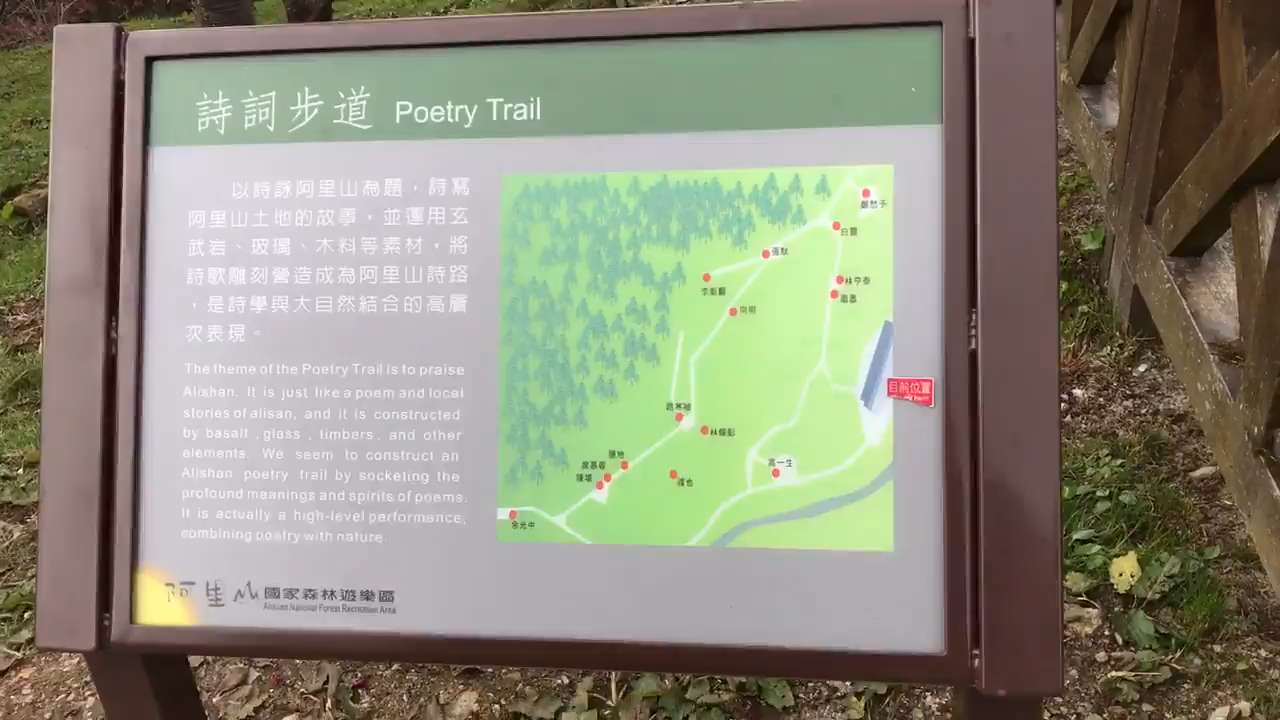 詩詞步道 Poetry Trail
以詩詠阿里山為題，詩寫
阿里山土地的故事，並運用玄
武岩、玻璃、木料等素材，將
詩歌雕刻營造成為阿里山詩路
，是詩學與大自然結合的高層
次表現。
The theme of the Poetry Trail is to praise
Alishan. It is just like a poem and local
stories of alisan, and it is constructed
by basalt , glass , timbers, and other
elements. We seem to construct an
Alishan poetry trail by socketing the
profound meanings and spirits of poems.
It is actually a high-level performance,
combining poetry with nature.
鄭愁予
白靈
張默
林亨泰
李魁賢
向明
目前位置
路寒袖
林煥彰
高一生
席慕蓉
余光中
阿里山 國家森林遊樂區
Alishan National Forest Recreation Area